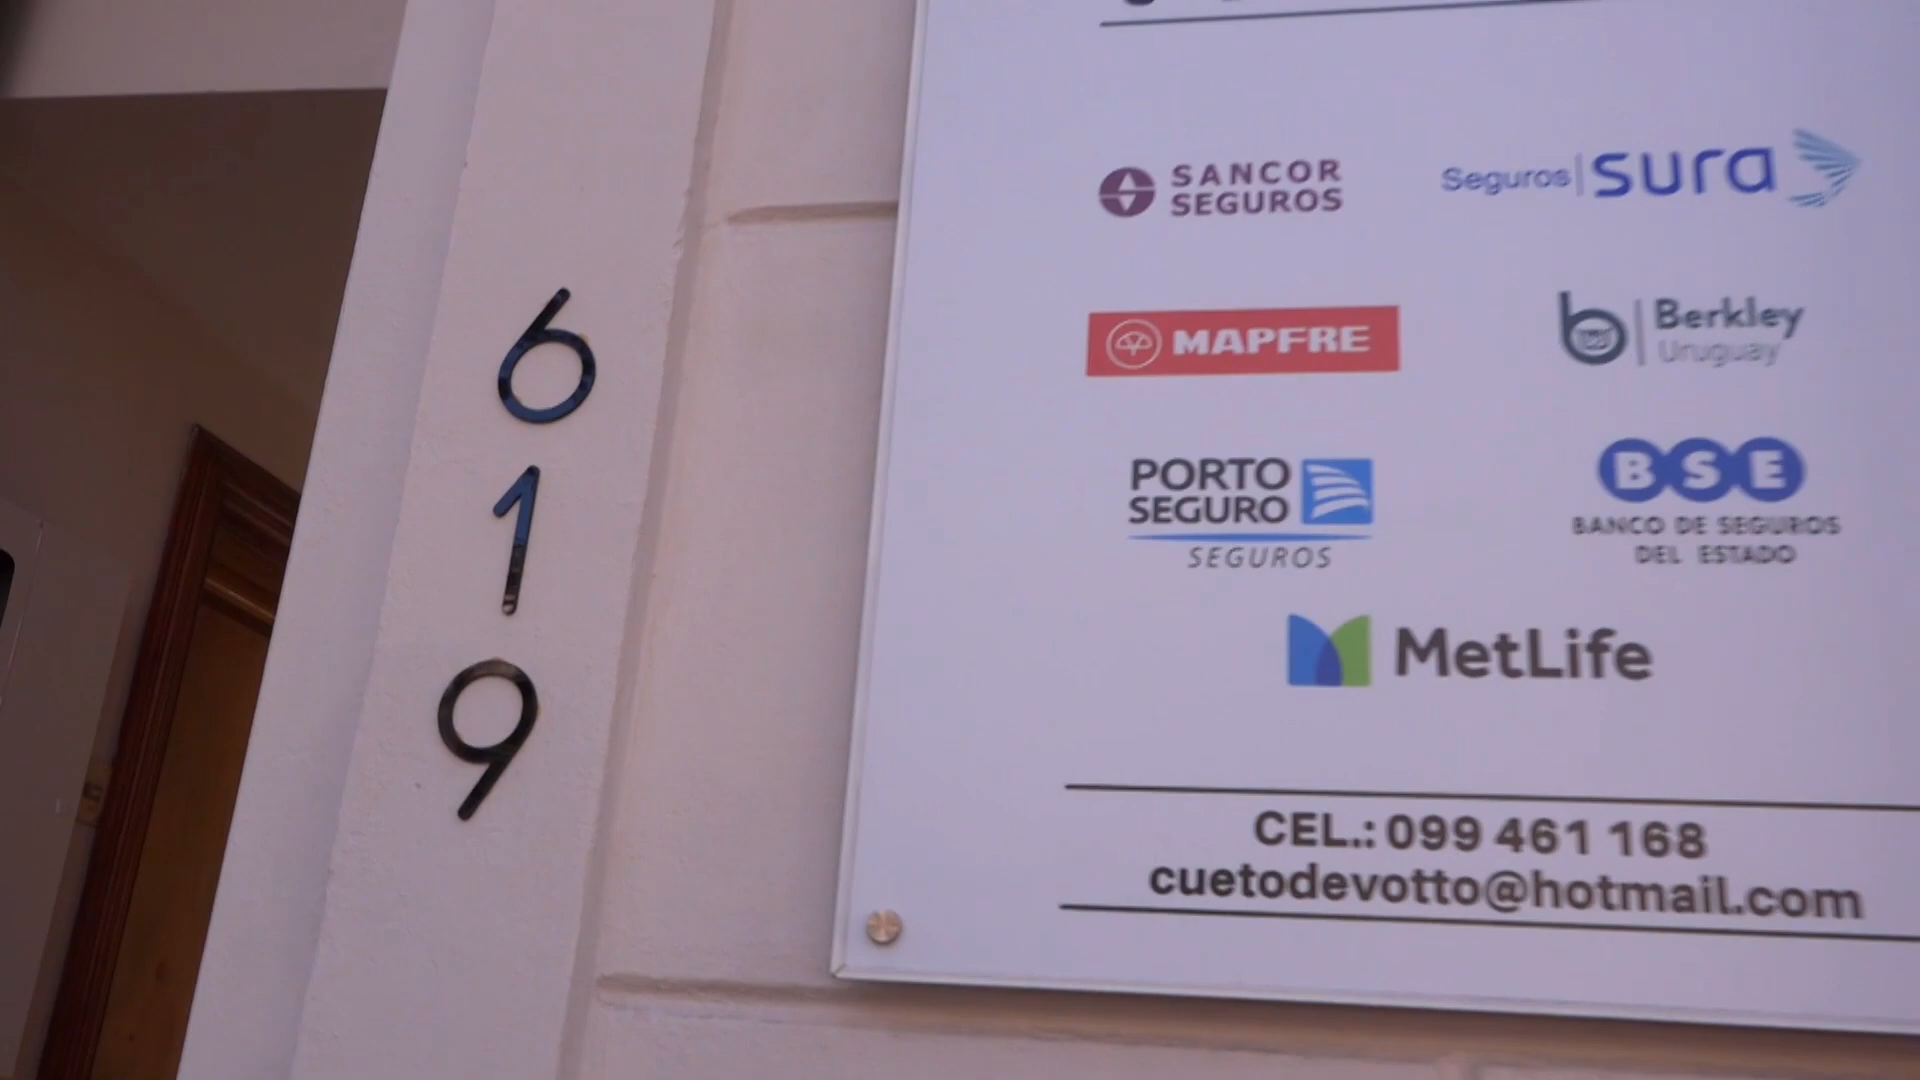 619
SANCOR
SEGUROS
Seguros | sura
MAPFRE
Berkley
Uruguay
PORTO
SEGURO
SEGUROS
BSE
BANCO DE SEGUROS
DEL ESTADO
MetLife
CEL.: 099 461 168
cuetodevotto@hotmail.com